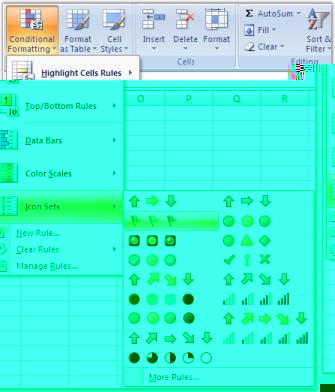 Conditional Formatting
Format as Table
Cell Styles
Insert
Delete
Format
Σ AutoSum
Fill
Clear
Sort &
Filter
Cells
Editing
Highlight Cells Rules
Top/Bottom Rules
O P Q R
Data Bars
Color Scales
Icon Sets
New Rule...
Clear Rules
Manage Rules...
More Rules...